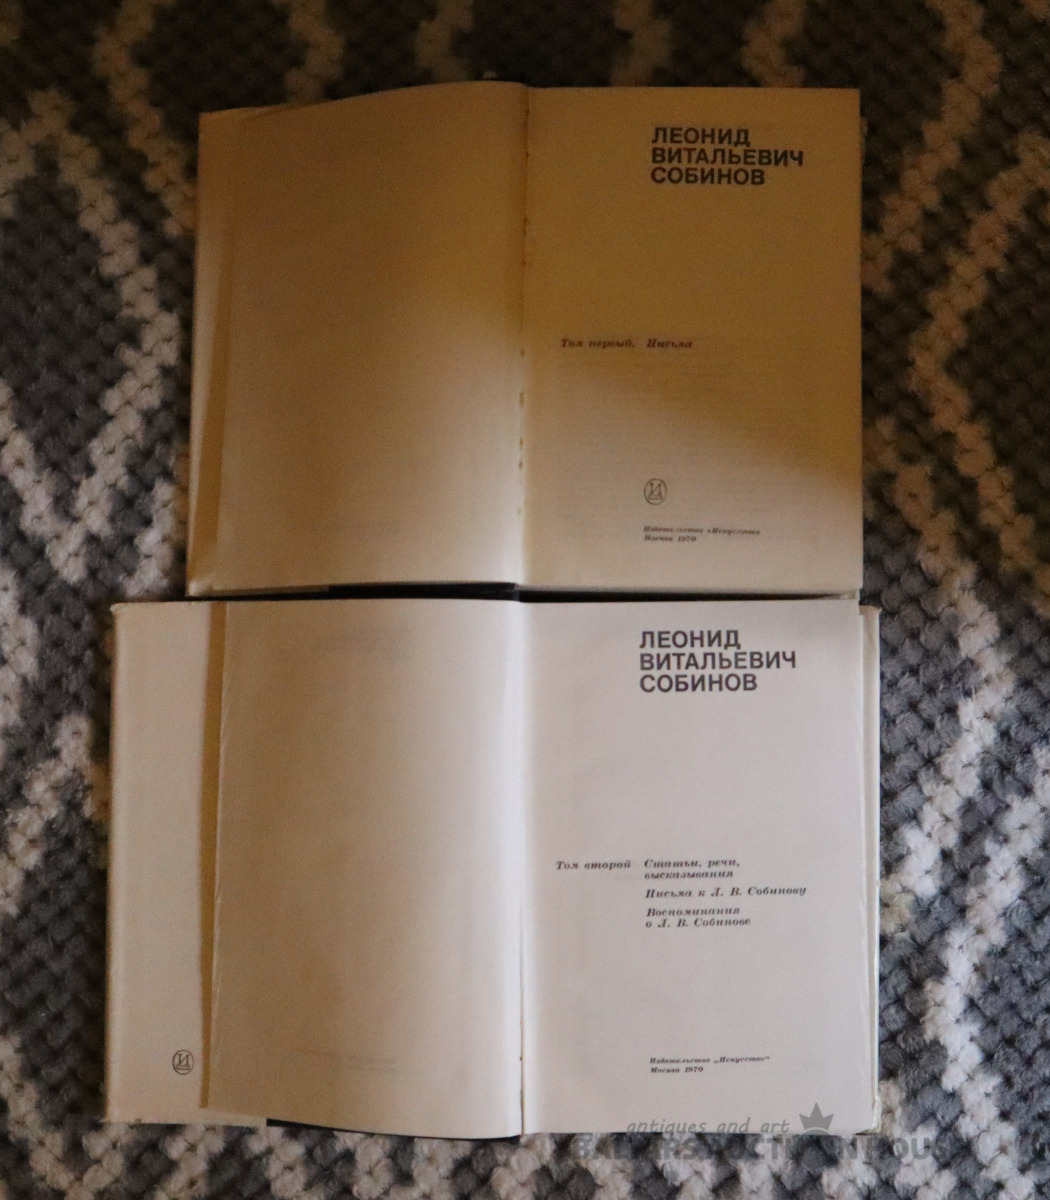 ЛЕОНИД
ВИТАЛЬЕВИЧ
СОБИНОВ
Том первый. Письма
Издательство «Искусство»
Москва 1970
ЛЕОНИД
ВИТАЛЬЕВИЧ
СОБИНОВ
Том второй Статьи, речи,
высказывания
Письма к Л. В. Собинову
Воспоминания
о Л. В. Собинове
Издательство „Искусство“
Москва 1970
antiques and art